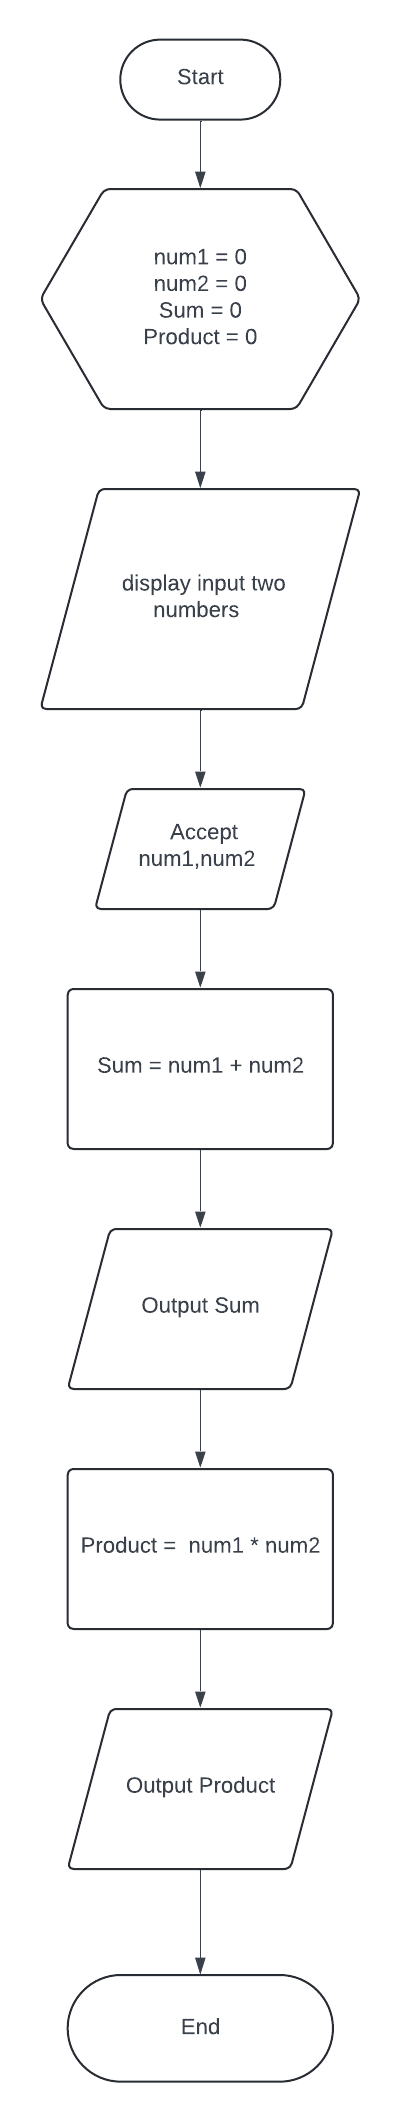 Start
num1 = 0
num2 = 0
Sum = 0
Product = 0
display input two
numbers
Accept
num1,num2
Sum = num1 + num2
Output Sum
Product =  num1 * num2
Output Product
End